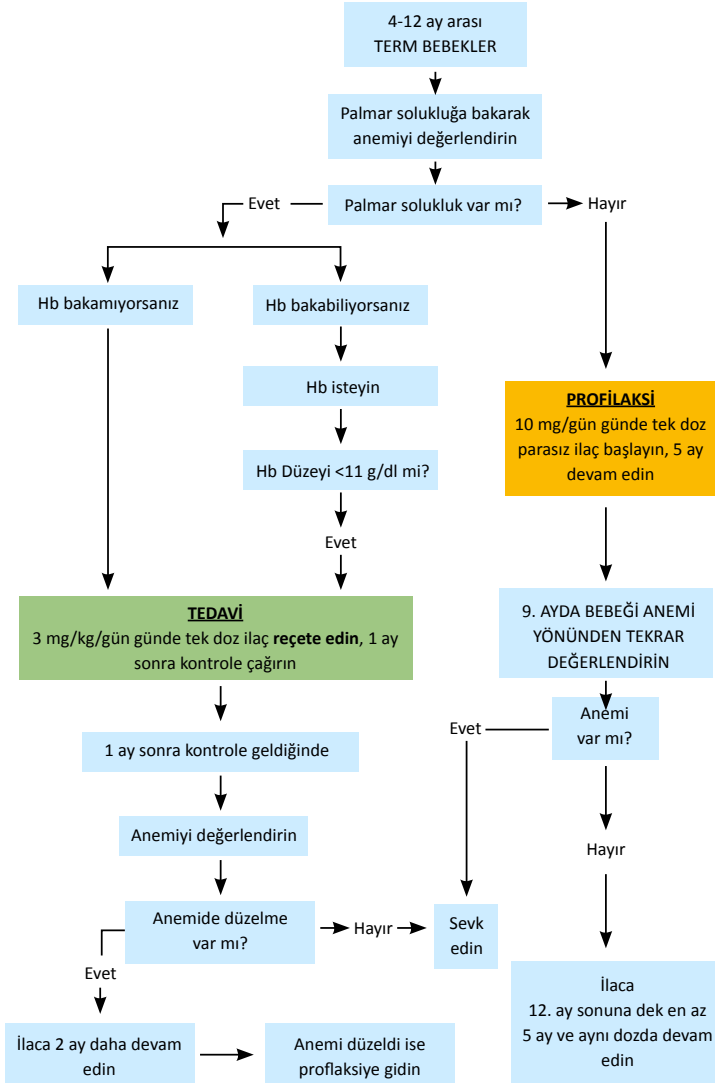 4-12 ay arası
TERM BEBEKLER
Palmar solukluğa bakarak
anemiyi değerlendirin
Evet
Palmar solukluk var mı?
Hayır
Hb bakamıyorsanız
Hb bakabiliyorsanız
Hb isteyin
Hb Düzeyi <11 g/dl mi?
Evet
PROFİLAKSİ
10 mg/gün günde tek doz
parasız ilaç başlayın, 5 ay
devam edin
TEDAVİ
3 mg/kg/gün günde tek doz ilaç reçete edin, 1 ay
sonra kontrole çağırın
9. AYDA BEBEĞİ ANEMİ
YÖNÜNDEN TEKRAR
DEĞERLENDİRİN
1 ay sonra kontrole geldiğinde
Evet
Anemi
var mı?
Anemiyi değerlendirin
Hayır
Anemide düzelme
var mı?
Hayır
Sevk
edin
Evet
İlaca 2 ay daha devam
edin
Anemi düzeldi ise
proflaksiye gidin
İlaca
12. ay sonuna dek en az
5 ay ve aynı dozda devam
edin